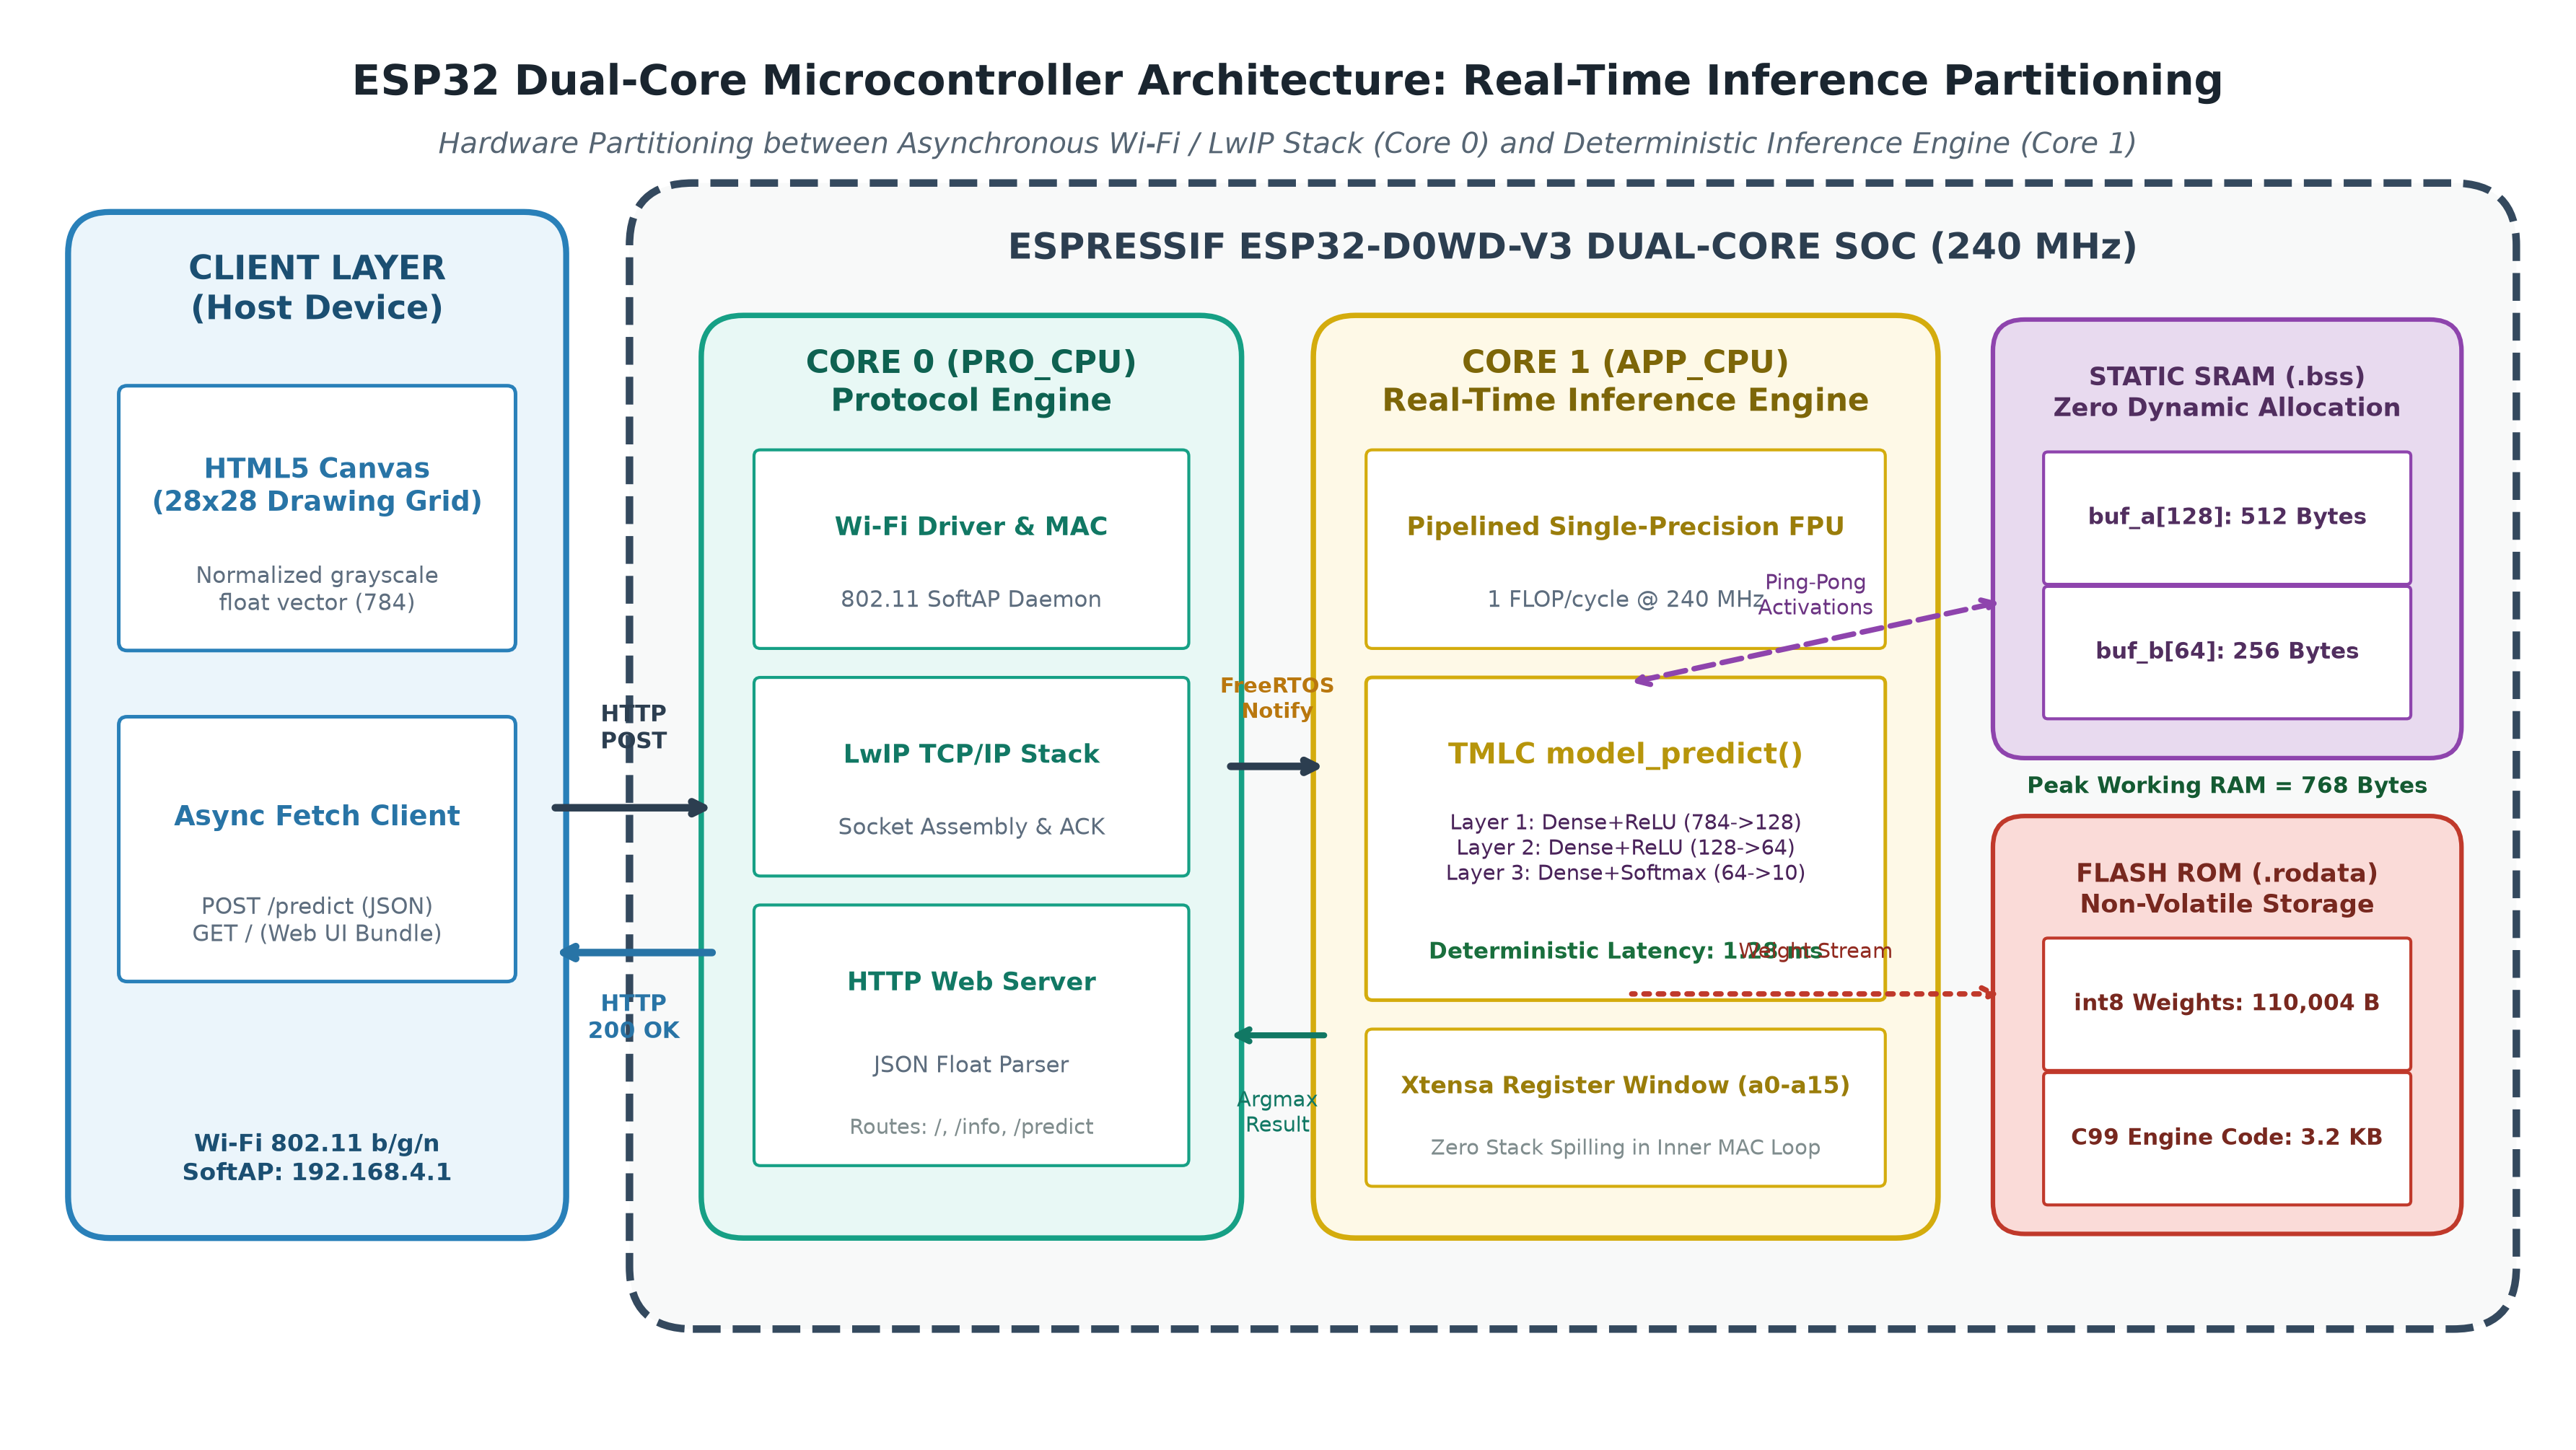 ESP32 Dual-Core Microcontroller Architecture: Real-Time Inference Partitioning
Hardware Partitioning between Asynchronous Wi-Fi / LwIP Stack (Core 0) and Deterministic Inference Engine (Core 1)
CLIENT LAYER
(Host Device)
HTML5 Canvas
(28x28 Drawing Grid)
Normalized grayscale
float vector (784)
Async Fetch Client
POST /predict (JSON)
GET / (Web UI Bundle)
Wi-Fi 802.11 b/g/n
SoftAP: 192.168.4.1
HTTP
POST
HTTP
200 OK
ESPRESSIF ESP32-D0WD-V3 DUAL-CORE SOC (240 MHz)
CORE 0 (PRO_CPU)
Protocol Engine
Wi-Fi Driver & MAC
802.11 SoftAP Daemon
LwIP TCP/IP Stack
Socket Assembly & ACK
HTTP Web Server
JSON Float Parser
Routes: /, /info, /predict
FreeRTOS
Notify
Argmax
Result
CORE 1 (APP_CPU)
Real-Time Inference Engine
Pipelined Single-Precision FPU
1 FLOP/cycle @ 240 MHz
Ping-Pong
Activations
TMLC model_predict()
Layer 1: Dense+ReLU (784->128)
Layer 2: Dense+ReLU (128->64)
Layer 3: Dense+Softmax (64->10)
Deterministic Latency: 1.28 ms
Weight Stream
Xtensa Register Window (a0-a15)
Zero Stack Spilling in Inner MAC Loop
STATIC SRAM (.bss)
Zero Dynamic Allocation
buf_a[128]: 512 Bytes
buf_b[64]: 256 Bytes
Peak Working RAM = 768 Bytes
FLASH ROM (.rodata)
Non-Volatile Storage
int8 Weights: 110,004 B
C99 Engine Code: 3.2 KB